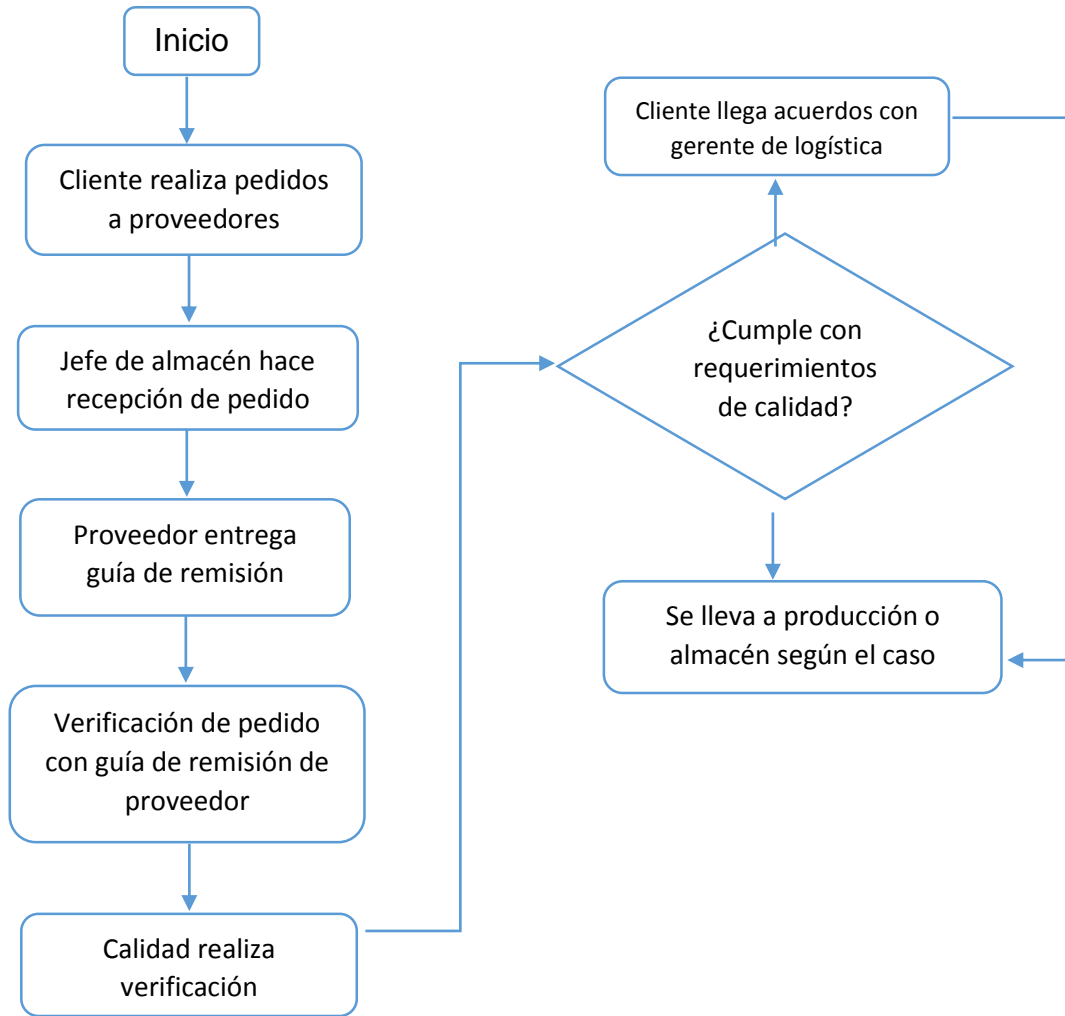 Inicio
Cliente realiza pedidos
a proveedores
Jefe de almacén hace
recepción de pedido
Proveedor entrega
guía de remisión
Verificación de pedido
con guía de remisión de
proveedor
Calidad realiza
verificación
Cliente llega acuerdos con
gerente de logística
¿Cumple con
requerimientos
de calidad?
Se lleva a producción o
almacén según el caso